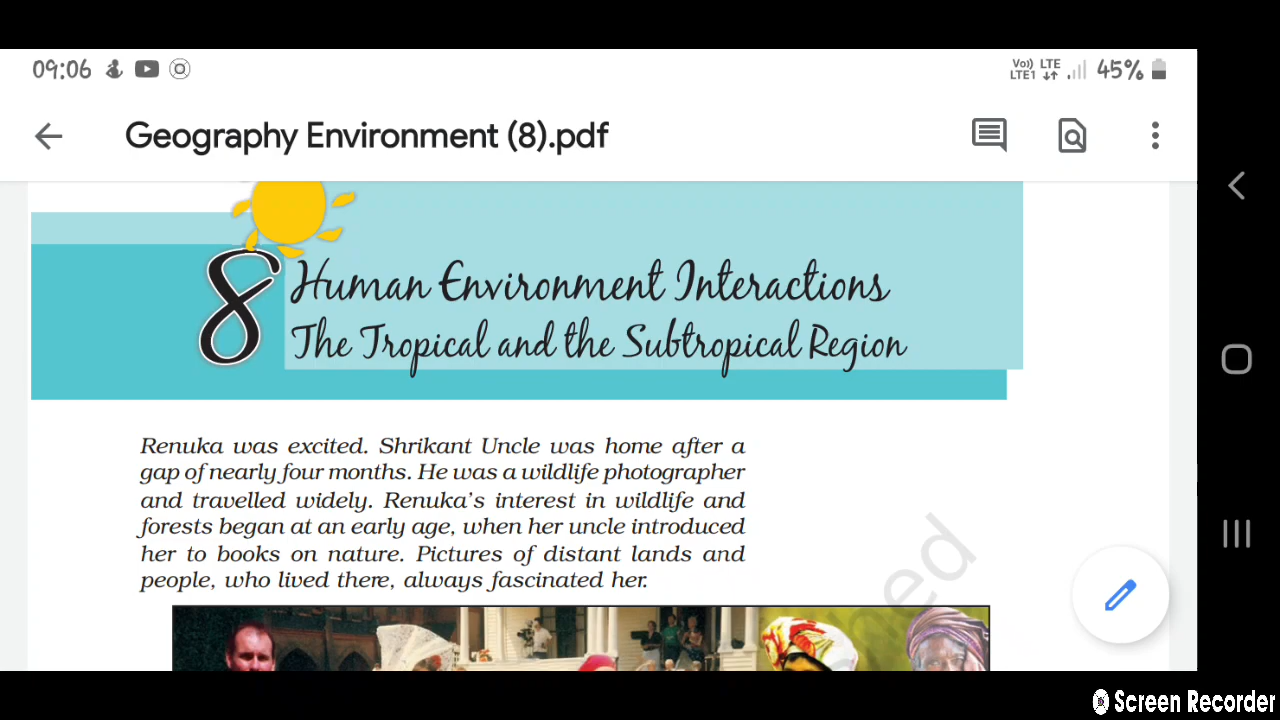 09:06
Vo) LTE
LTE1
45%
Geography Environment (8).pdf
8
Human Environment Interactions
The Tropical and the Subtropical Region
Renuka was excited. Shrikant Uncle was home after a
gap of nearly four months. He was a wildlife photographer
and travelled widely. Renuka's interest in wildlife and
forests began at an early age, when her uncle introduced
her to books on nature. Pictures of distant lands and
people, who lived there, always fascinated her.
Screen Recorder